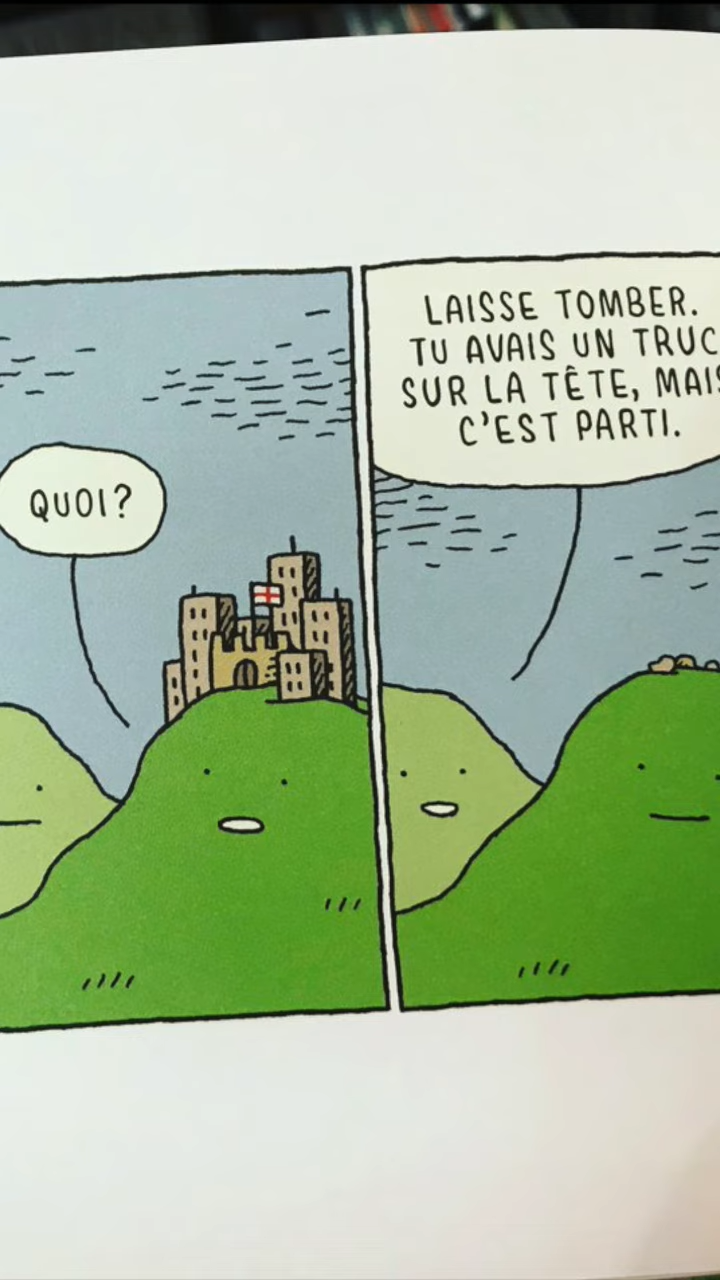 QUOI?
LAISSE TOMBER.
TU AVAIS UN TRUC
SUR LA TÊTE, MAIS
C'EST PARTI.